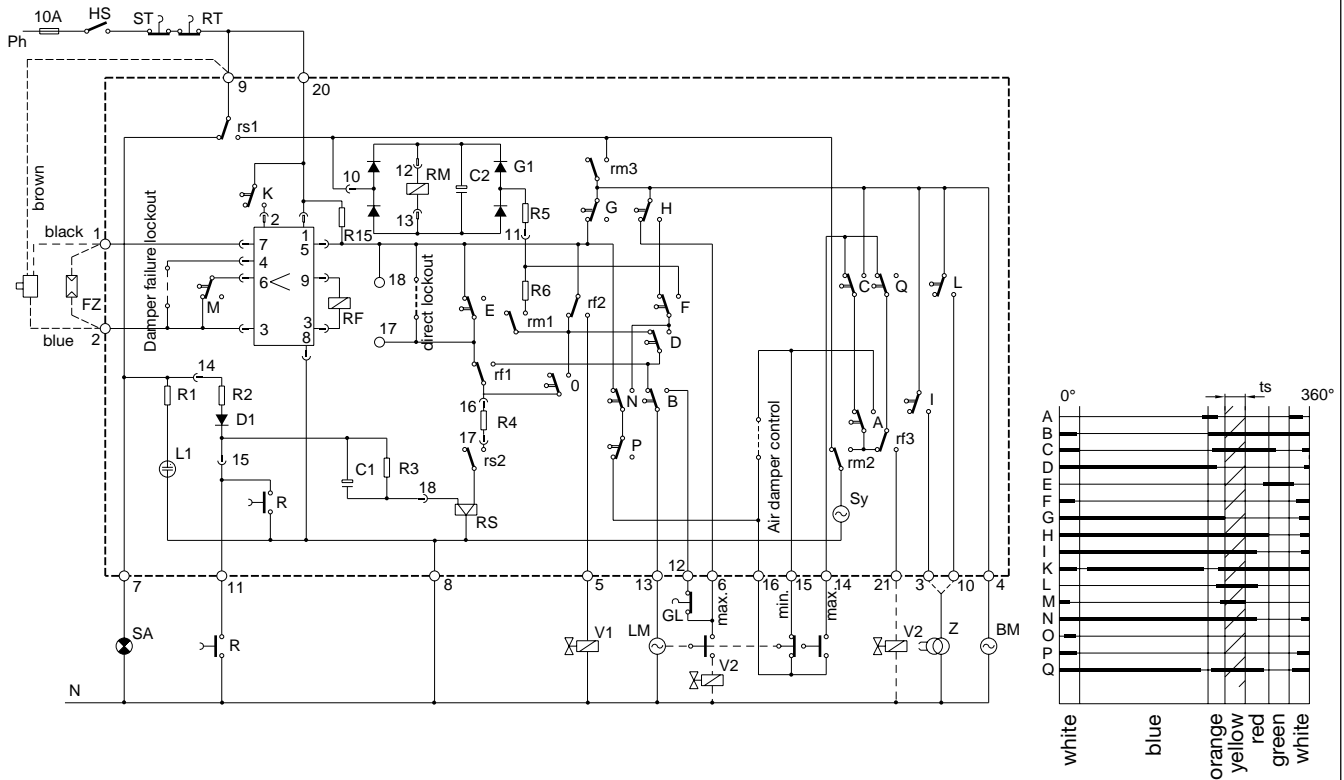 10A HS ST RT
Ph
9 20
rs1
brown
black 1
blue 2
FZ
Damper failure lockout
K
2 1
7 5
4
6 9
3 3
8
M
RF
R15
10 12 RM C2 G1
13
R5
11
R6
rm1
rm3
G H
18
17
direct lockout
E
rf2
F
D
rf1
0
N B
P
16
R4
17
rs2
14
R1 R2
D1
L1
15
R
C1 R3
18
RS
Air damper control
C Q L
A I
rm2 rf3
Sy
7 11 8 5 13 12 6 16 15 14 21 3 10 4
max. min. max.
GL
SA R V1 LM V2 V2 Z BM
N
0° ts 360°
A
B
C
D
E
F
G
H
I
K
L
M
N
O
P
Q
white
blue
orange
yellow
red
green
white